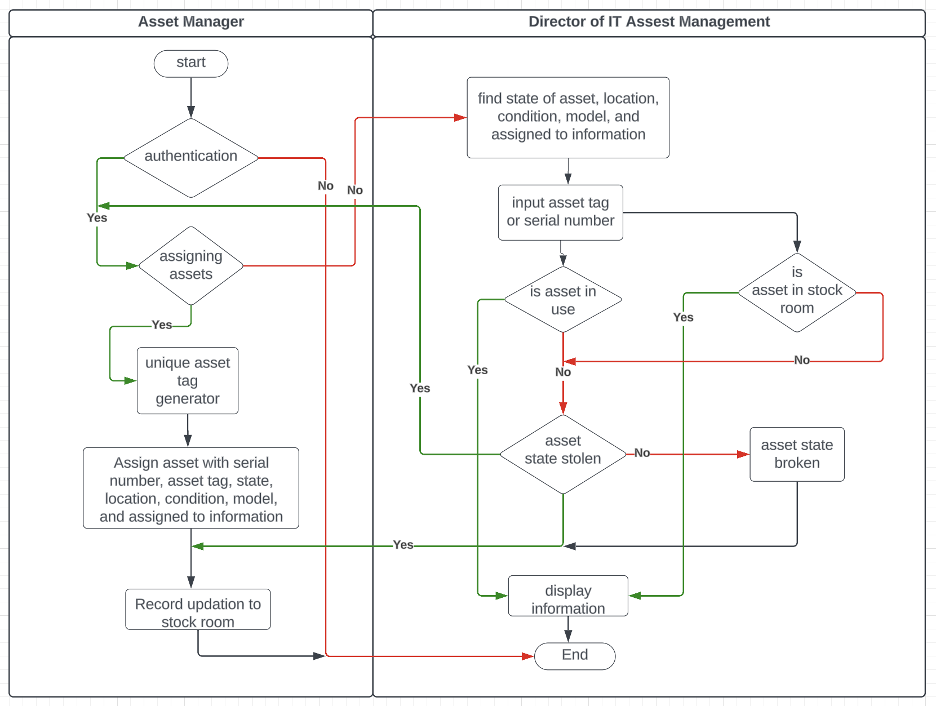 Asset Manager
Director of IT Assest Management
start
authentication
No
Yes
assigning
assets
No
Yes
unique asset
tag
generator
Assign asset with serial
number, asset tag, state,
location, condition, model,
and assigned to information
Record updation to
stock room
find state of asset, location,
condition, model, and
assigned to information
input asset tag
or serial number
is asset in
use
is
asset in stock
room
Yes
No
Yes
No
Yes
asset
state stolen
No
asset state
broken
Yes
display
information
End